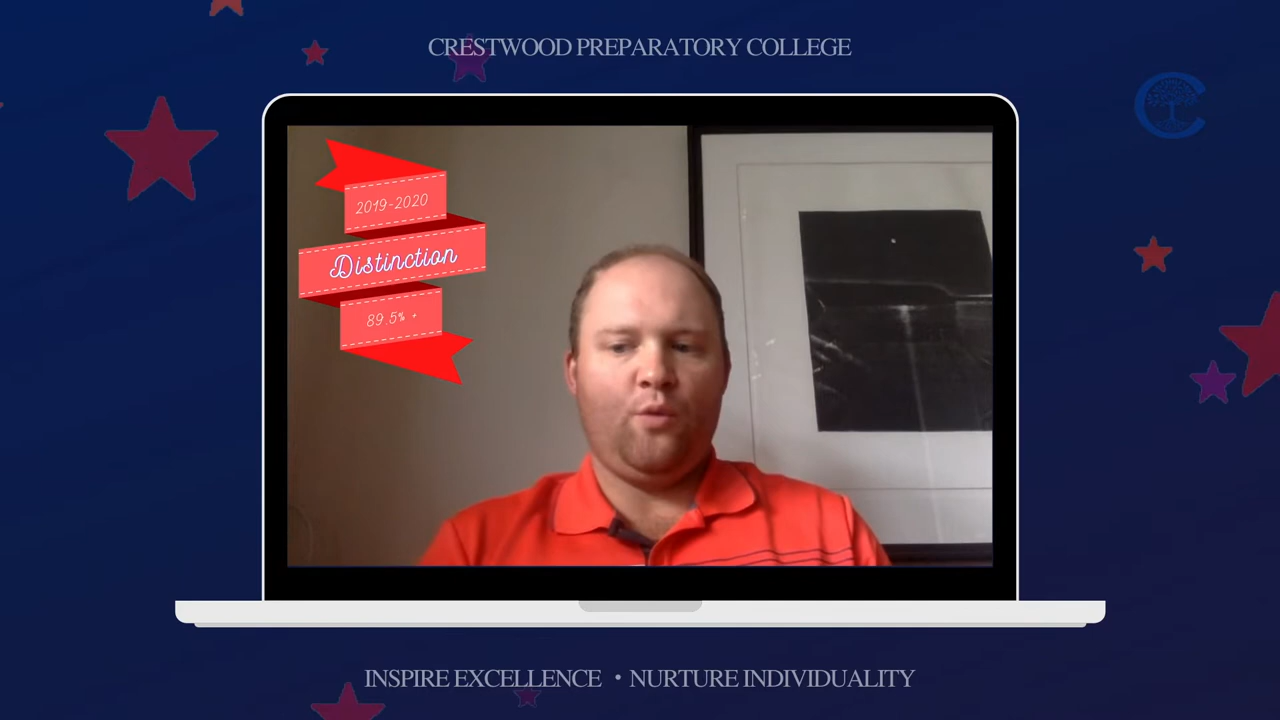 CRESTWOOD PREPARATORY COLLEGE
2019-2020
Distinction
89.5% +
INSPIRE EXCELLENCE • NURTURE INDIVIDUALITY